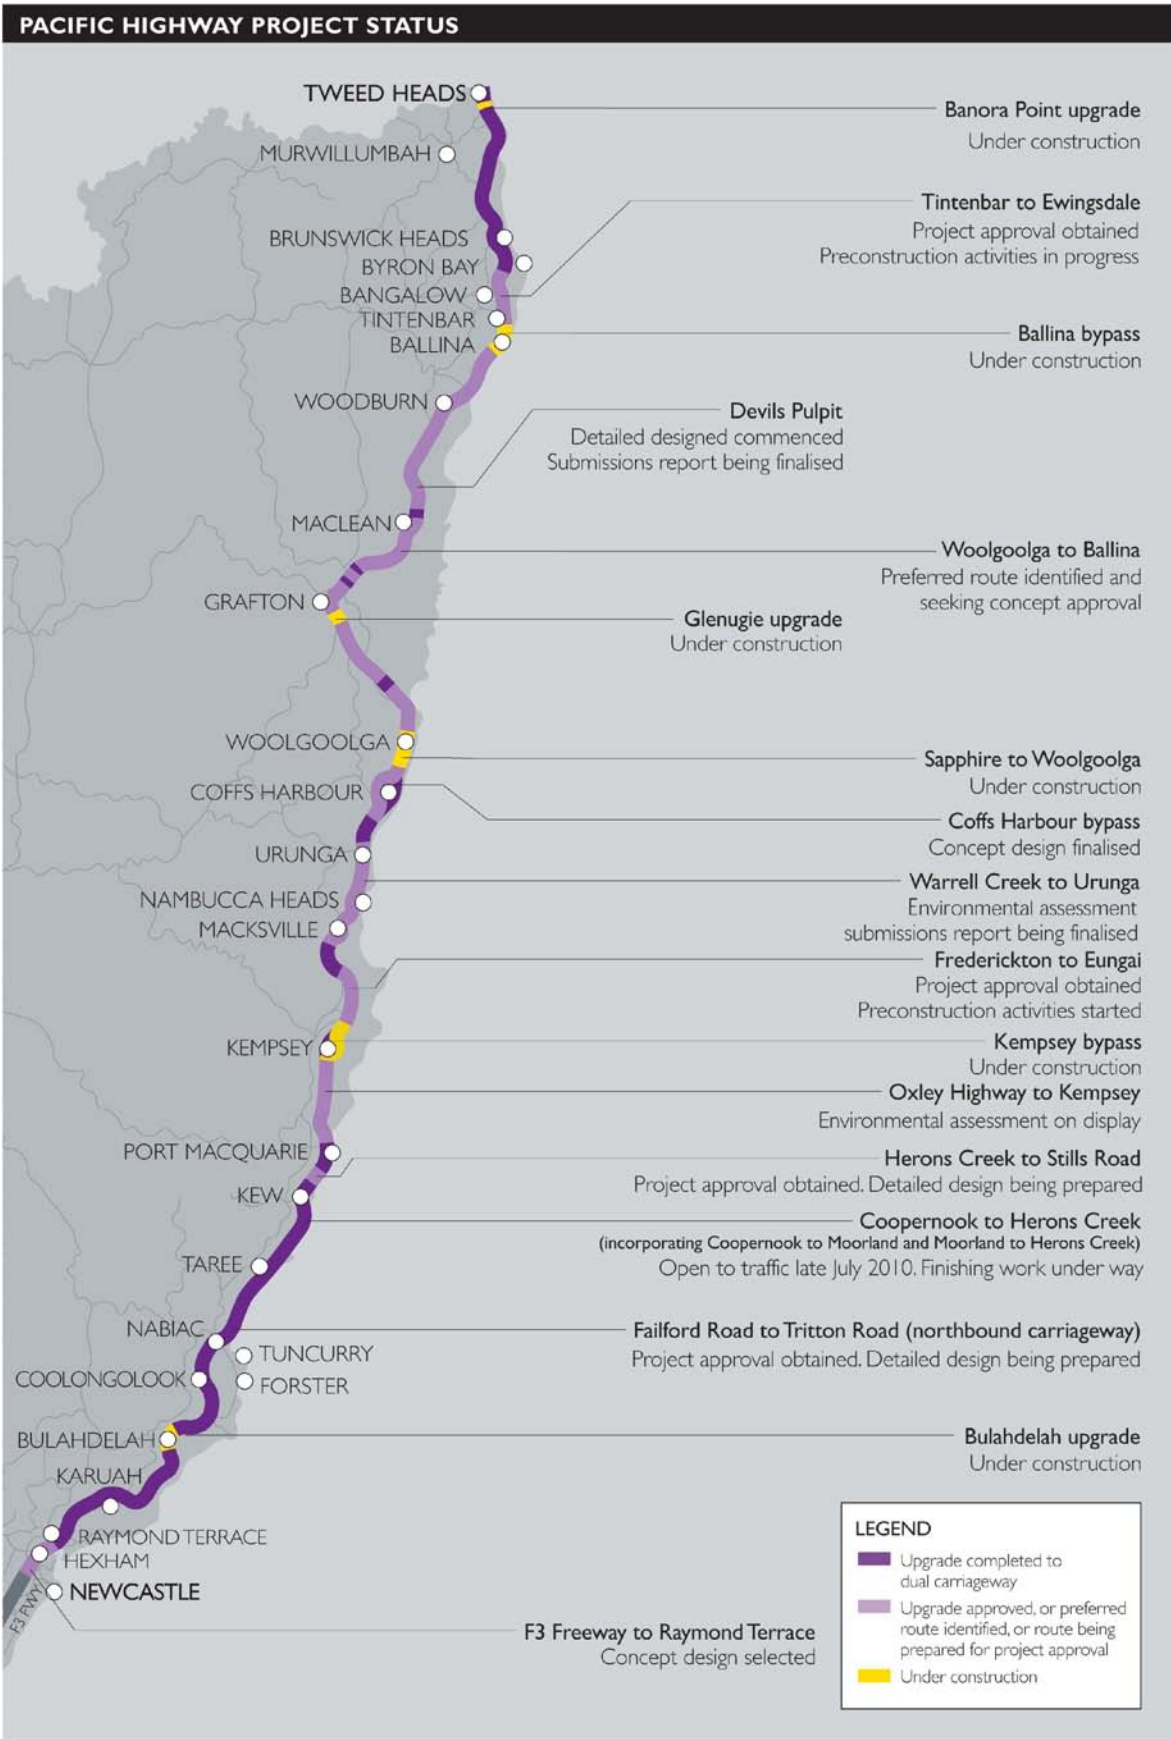 PACIFIC HIGHWAY PROJECT STATUS
TWEED HEADS
Banora Point upgrade
Under construction
MURWILLUMBAH
Tintenbar to Ewingsdale
Project approval obtained
Preconstruction activities in progress
BRUNSWICK HEADS
BYRON BAY
BANGALOW
TINTENBAR
BALLINA
Ballina bypass
Under construction
WOODBURN
Devils Pulpit
Detailed designed commenced
Submissions report being finalised
MACLEAN
Woolgoolga to Ballina
Preferred route identified and
seeking concept approval
GRAFTON
Glenugie upgrade
Under construction
WOOLGOOLGA
Sapphire to Woolgoolga
Under construction
COFFS HARBOUR
Coffs Harbour bypass
Concept design finalised
URUNGA
Warrell Creek to Urunga
Environmental assessment
submissions report being finalised
NAMBUCCA HEADS
MACKSVILLE
Frederickton to Eungai
Project approval obtained
Preconstruction activities started
KEMPSEY
Kempsey bypass
Under construction
Oxley Highway to Kempsey
Environmental assessment on display
PORT MACQUARIE
Herons Creek to Stills Road
Project approval obtained. Detailed design being prepared
KEW
Coopernook to Herons Creek
(incorporating Coopernook to Moorland and Moorland to Herons Creek)
Open to traffic late July 2010. Finishing work under way
TAREE
NABIAC
Failford Road to Tritton Road (northbound carriageway)
Project approval obtained. Detailed design being prepared
TUNCURRY
COOLONGOLOOK
FORSTER
BULAHDELAH
Bulahdelah upgrade
Under construction
KARUAH
RAYMOND TERRACE
HEXHAM
NEWCASTLE
F3 FWY
F3 Freeway to Raymond Terrace
Concept design selected
LEGEND
Upgrade completed to
dual carriageway
Upgrade approved, or preferred
route identified, or route being
prepared for project approval
Under construction